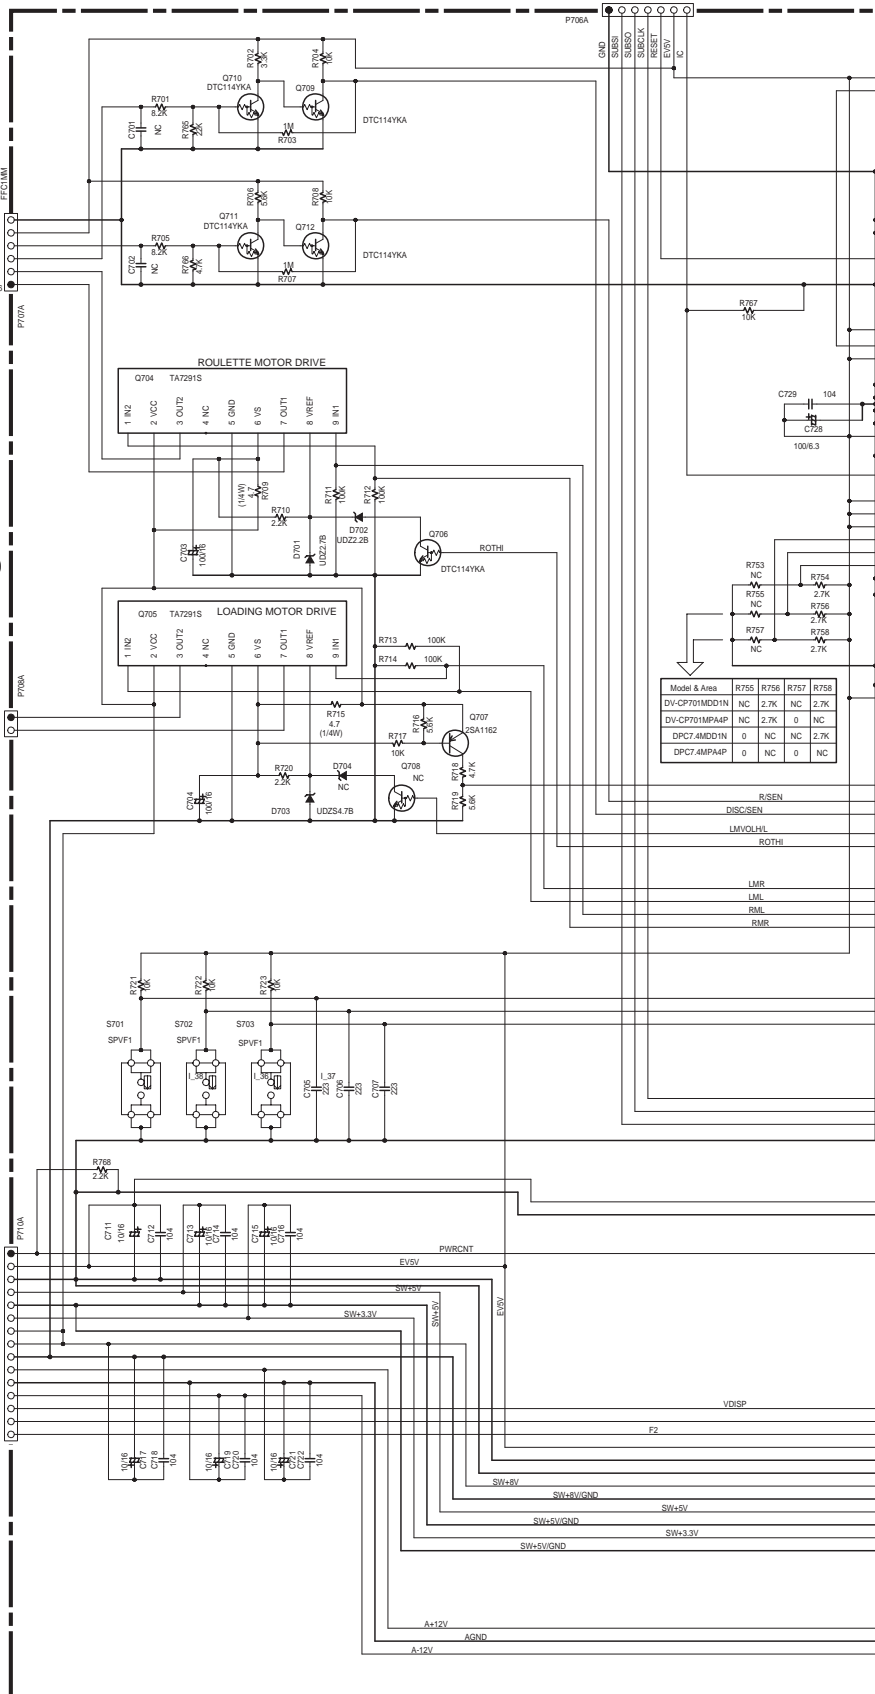 P706A
GND
SUBSI
SUBSO
SUBCLK
RESET
EV5V
IC
R702
3.3K
R704
10K
Q710
DTC114YKA
Q709
DTC114YKA
R701
8.2K
C701
NC
R765
22K
1M
R703
FFC1MM
R706
5.6K
R708
10K
Q711
DTC114YKA
Q712
DTC114YKA
R705
8.2K
C702
NC
R766
4.7K
1M
R707
P707A
R767
10K
ROULETTE MOTOR DRIVE
Q704 TA7291S
1 IN2
2 VCC
3 OUT2
4 NC
5 GND
6 VS
7 OUT1
8 VREF
9 IN1
C729 104
C728
100/6.3
(1/4W)
4.7
R709
R711
100K
R712
100K
R710
2.2K
D702
UDZ2.2B
C703
100/16
D701
UDZ2.7B
Q706
DTC114YKA
ROTHI
R753
NC
R754
2.7K
R755
NC
R756
2.7K
R757
NC
R758
2.7K
Q705 TA7291S LOADING MOTOR DRIVE
1 IN2
2 VCC
3 OUT2
4 NC
5 GND
6 VS
7 OUT1
8 VREF
9 IN1
R713 100K
R714 100K
P708A
Model & Area R755 R756 R757 R758
DV-CP701MDD1N NC 2.7K NC 2.7K
DV-CP701MPA4P NC 2.7K 0 NC
DPC7.4MDD1N 0 NC NC 2.7K
DPC7.4MPA4P 0 NC 0 NC
R715
4.7
(1/4W)
R716
5.6K
Q707
2SA1162
R717
10K
R718
4.7K
R719
5.6K
R720
2.2K
D704
NC
Q708
NC
C704
100/16
D703
UDZS4.7B
R/SEN
DISC/SEN
LMVOLH/L
ROTHI
LMR
LML
RML
RMR
R721
10K
R722
10K
R723
10K
S701
SPVF1
S702
SPVF1
S703
SPVF1
I_38
I_36
I_37
C705
223
C706
223
C707
223
R768
2.2K
P710A
C711
10/16
C712
104
C713
10/16
C714
104
C715
10/16
C716
104
PWRCNT
EV5V
SW+5V
SW+3.3V
SW+5V
EV5V
VDISP
F2
10/16
C717
C718
104
10/16
C719
C720
104
10/16
C721
C722
104
SW+8V
SW+8V/GND
SW+5V
SW+5V/GND
SW+3.3V
SW+5V/GND
A+12V
AGND
A-12V